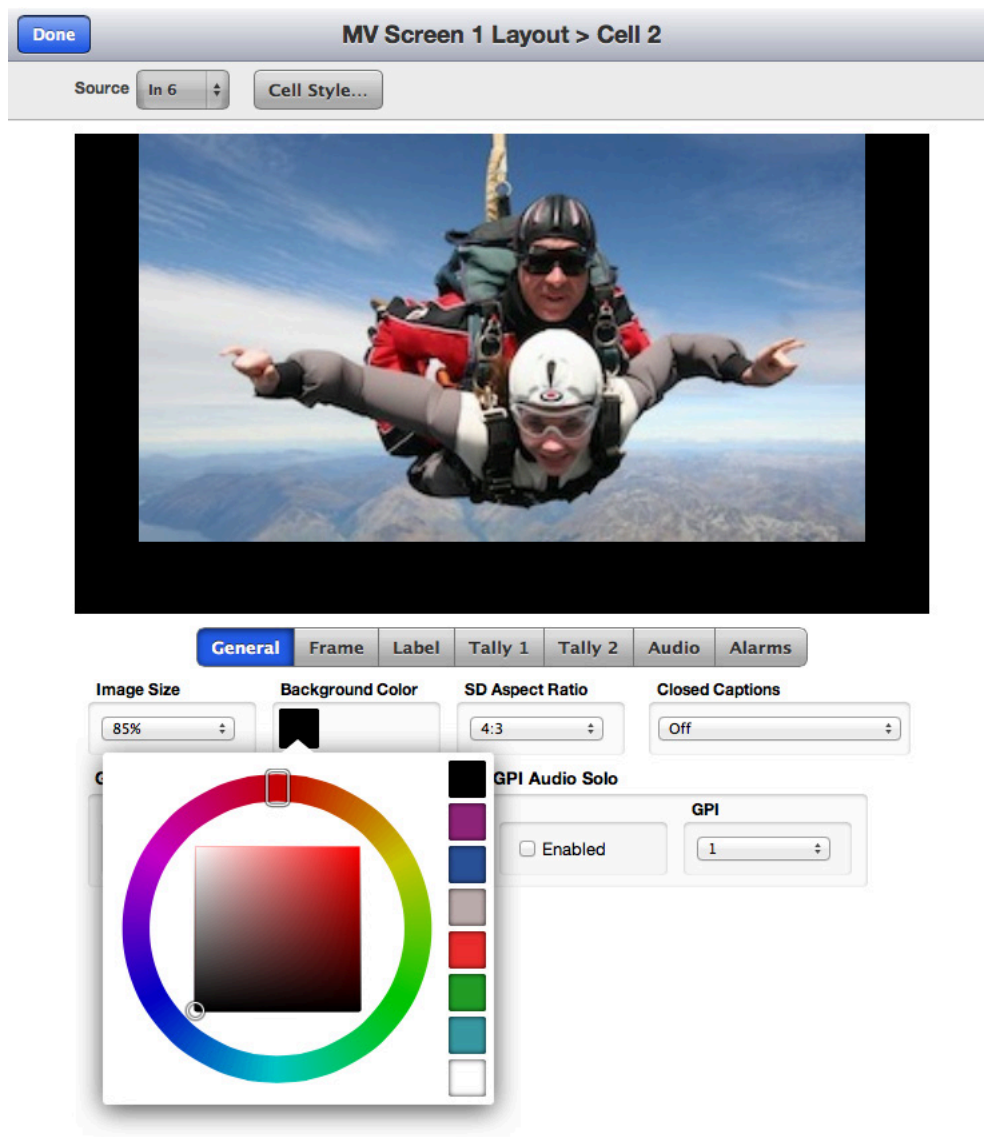 Done
MV Screen 1 Layout > Cell 2
Source In 6 Cell Style...
General Frame Label Tally 1 Tally 2 Audio Alarms
Image Size Background Color SD Aspect Ratio Closed Captions
85% 4:3 Off
GPI Audio Solo
GPI
Enabled 1